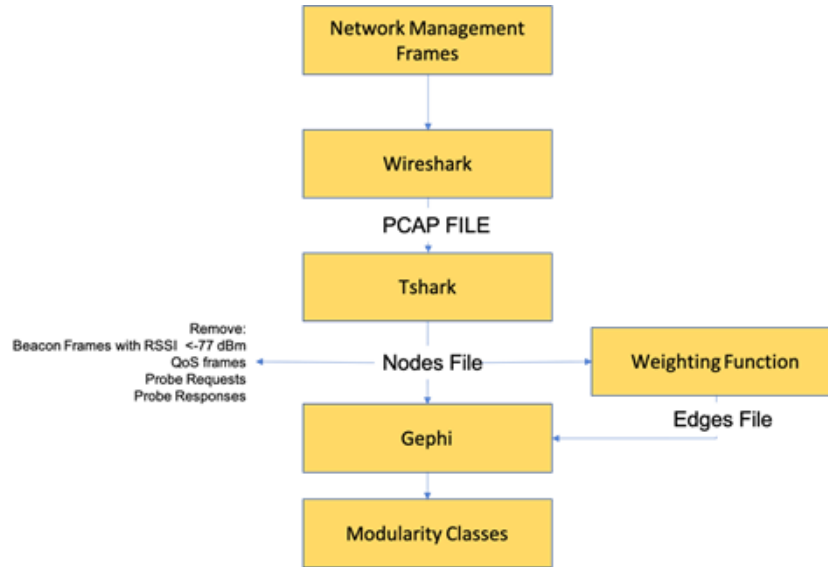 Network Management
Frames
Wireshark
PCAP FILE
Tshark
Remove:
Beacon Frames with RSSI <-77 dBm
QoS frames
Probe Requests
Probe Responses
Nodes File
Weighting Function
Edges File
Gephi
Modularity Classes